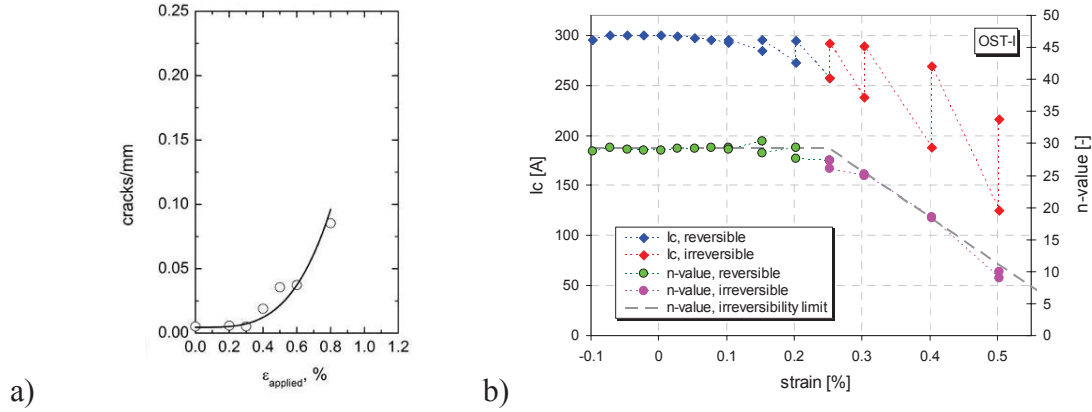 0.25
0.20
0.15
0.10
0.05
0.00
cracks/mm
0.0 0.2 0.4 0.6 0.8 1.0 1.2
εapplied, %
a)
300
250
200
150
100
50
0
Ic [A]
50
45
40
35
30
25
20
15
10
5
0
n-value [-]
OST-I
Ic, reversible
Ic, irreversible
n-value, reversible
n-value, irreversible
n-value, irreversibility limit
-0.1 0 0.1 0.2 0.3 0.4 0.5
strain [%]
b)